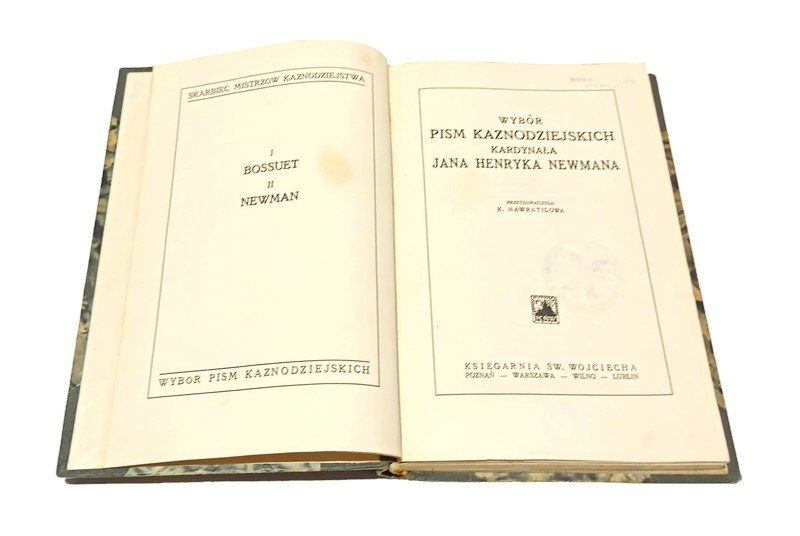 SKARBIEC MISTRZÓW KAZNODZIEJSTWA
I
BOSSUET
II
NEWMAN
WYBÓR PISM KAZNODZIEJSKICH
WYBÓR
PISM KAZNODZIEJSKICH
KARDYNAŁA
JANA HENRYKA NEWMANA
PRZETŁUMACZYŁA
K. NAWRATILOWA
KSIĘGARNIA ŚW. WOJCIECHA
POZNAŃ — WARSZAWA — WILNO — LUBLIN